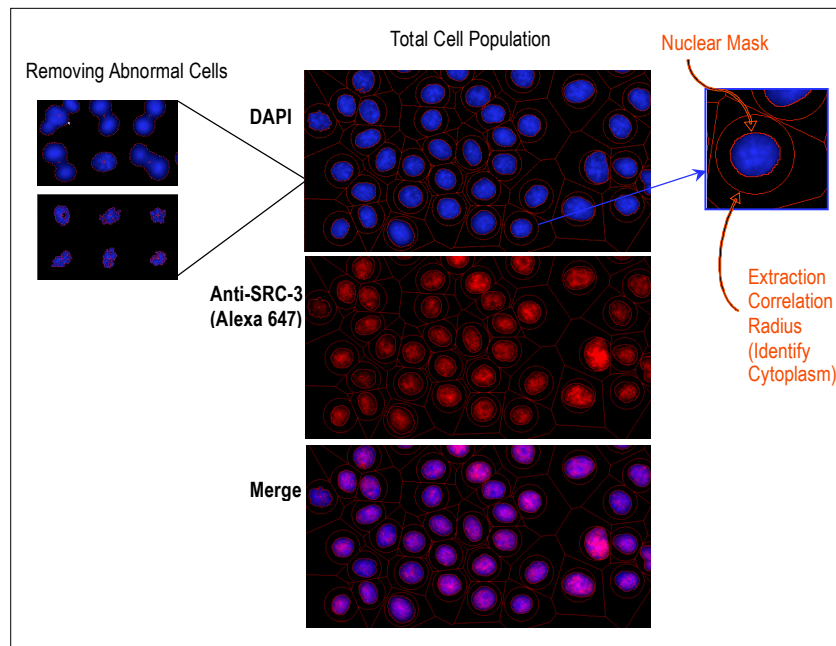 Total Cell Population
Nuclear Mask
Removing Abnormal Cells
DAPI
Anti-SRC-3
(Alexa 647)
Extraction
Correlation
Radius
(Identify
Cytoplasm)
Merge